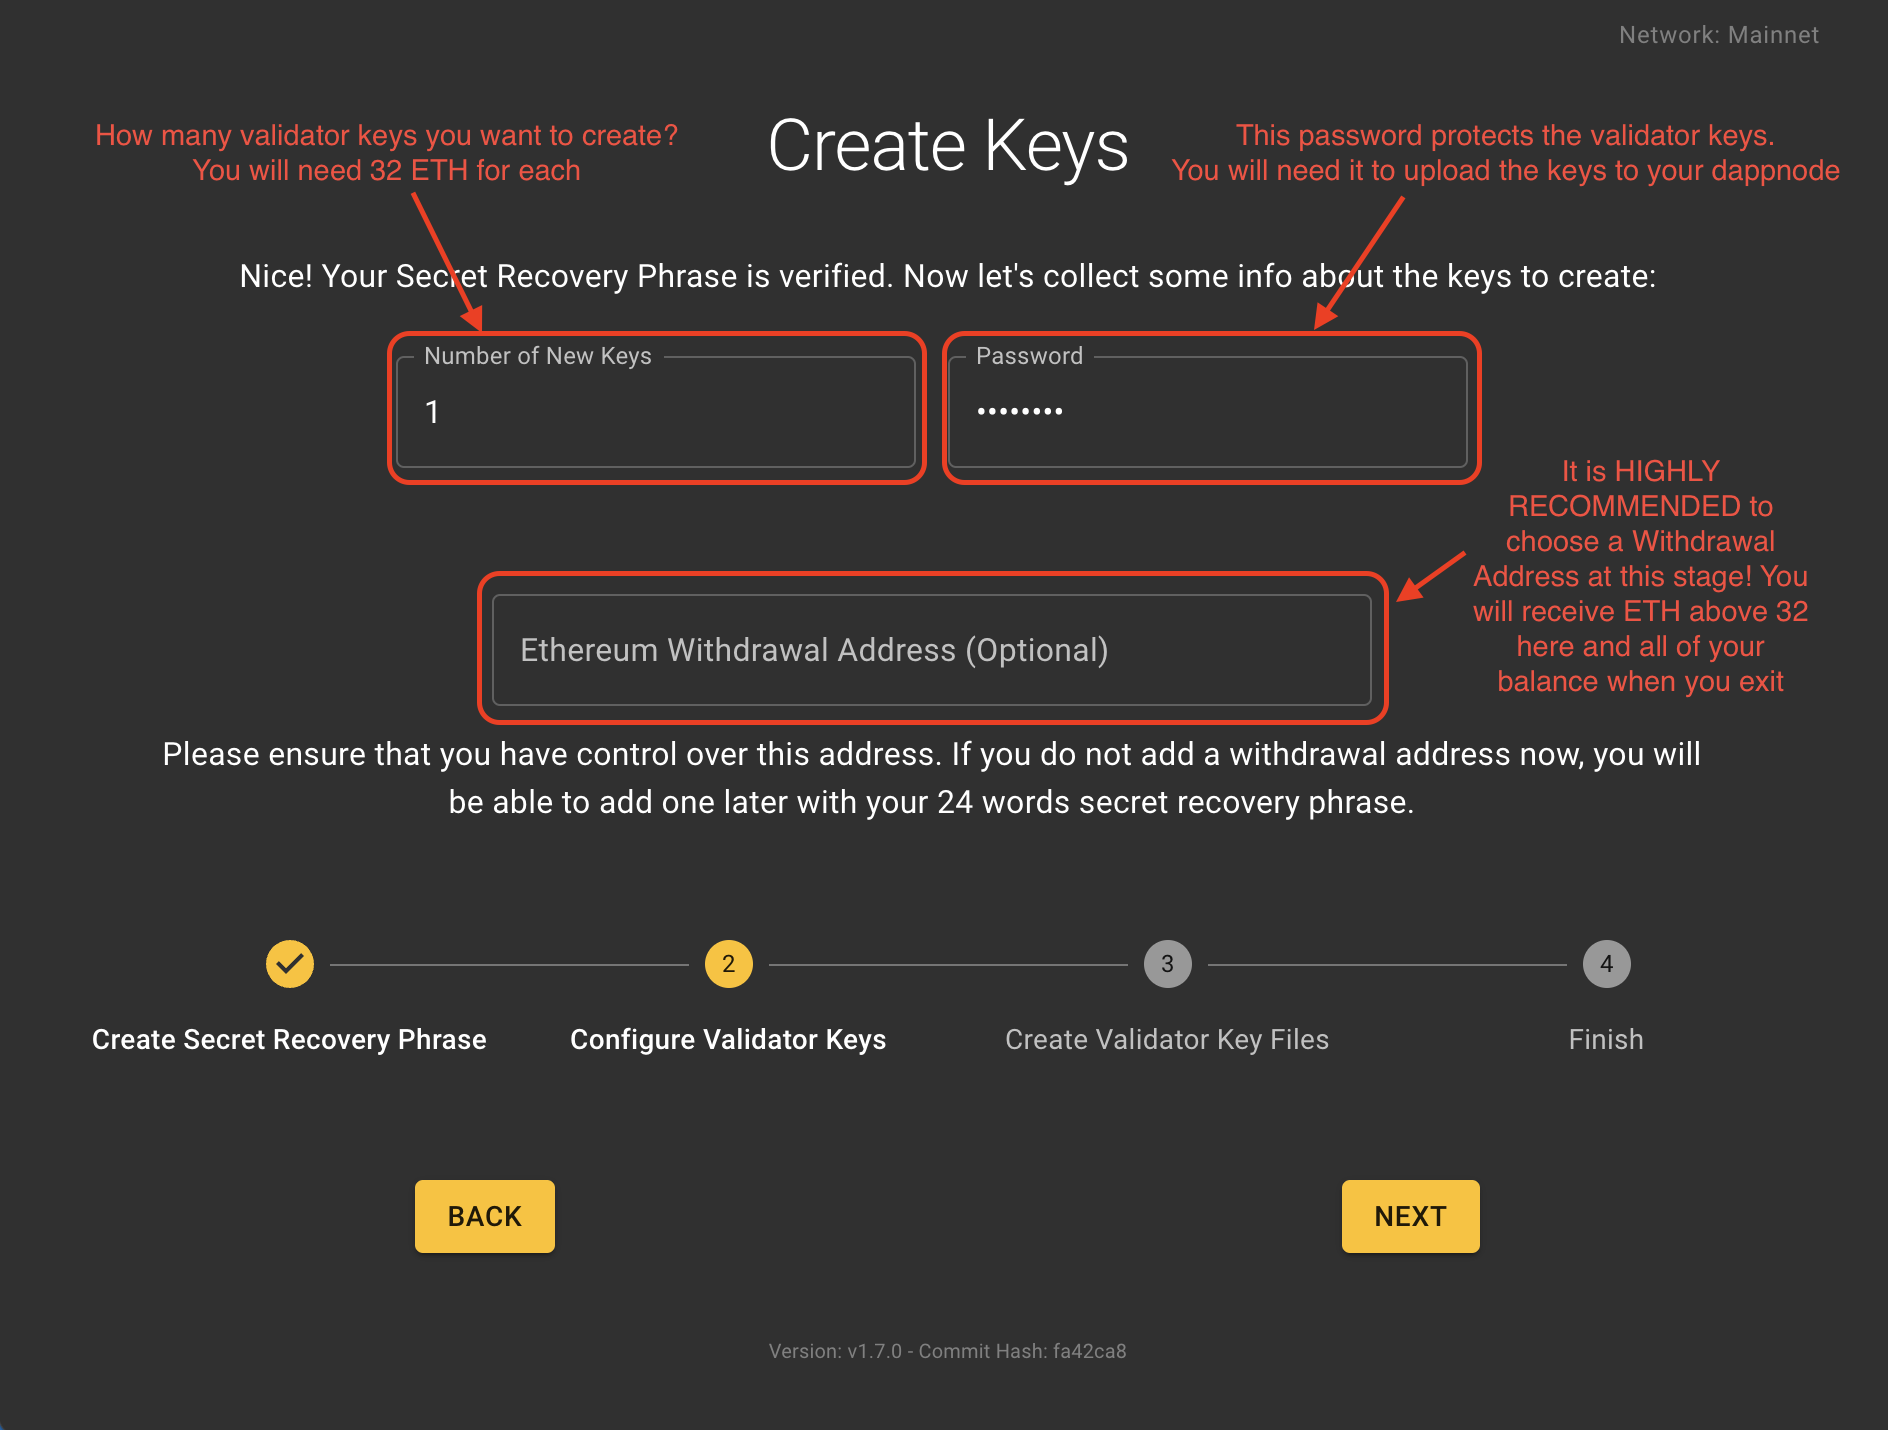 Network: Mainnet
How many validator keys you want to create?
You will need 32 ETH for each
Create Keys
This password protects the validator keys.
You will need it to upload the keys to your dappnode
Nice! Your Secret Recovery Phrase is verified. Now let's collect some info about the keys to create:
Number of New Keys
1
Password
••••••••
It is HIGHLY
RECOMMENDED to
choose a Withdrawal
Address at this stage! You
will receive ETH above 32
here and all of your
balance when you exit
Ethereum Withdrawal Address (Optional)
Please ensure that you have control over this address. If you do not add a withdrawal address now, you will
be able to add one later with your 24 words secret recovery phrase.
2
3
4
Create Secret Recovery Phrase
Configure Validator Keys
Create Validator Key Files
Finish
BACK
NEXT
Version: v1.7.0 - Commit Hash: fa42ca8